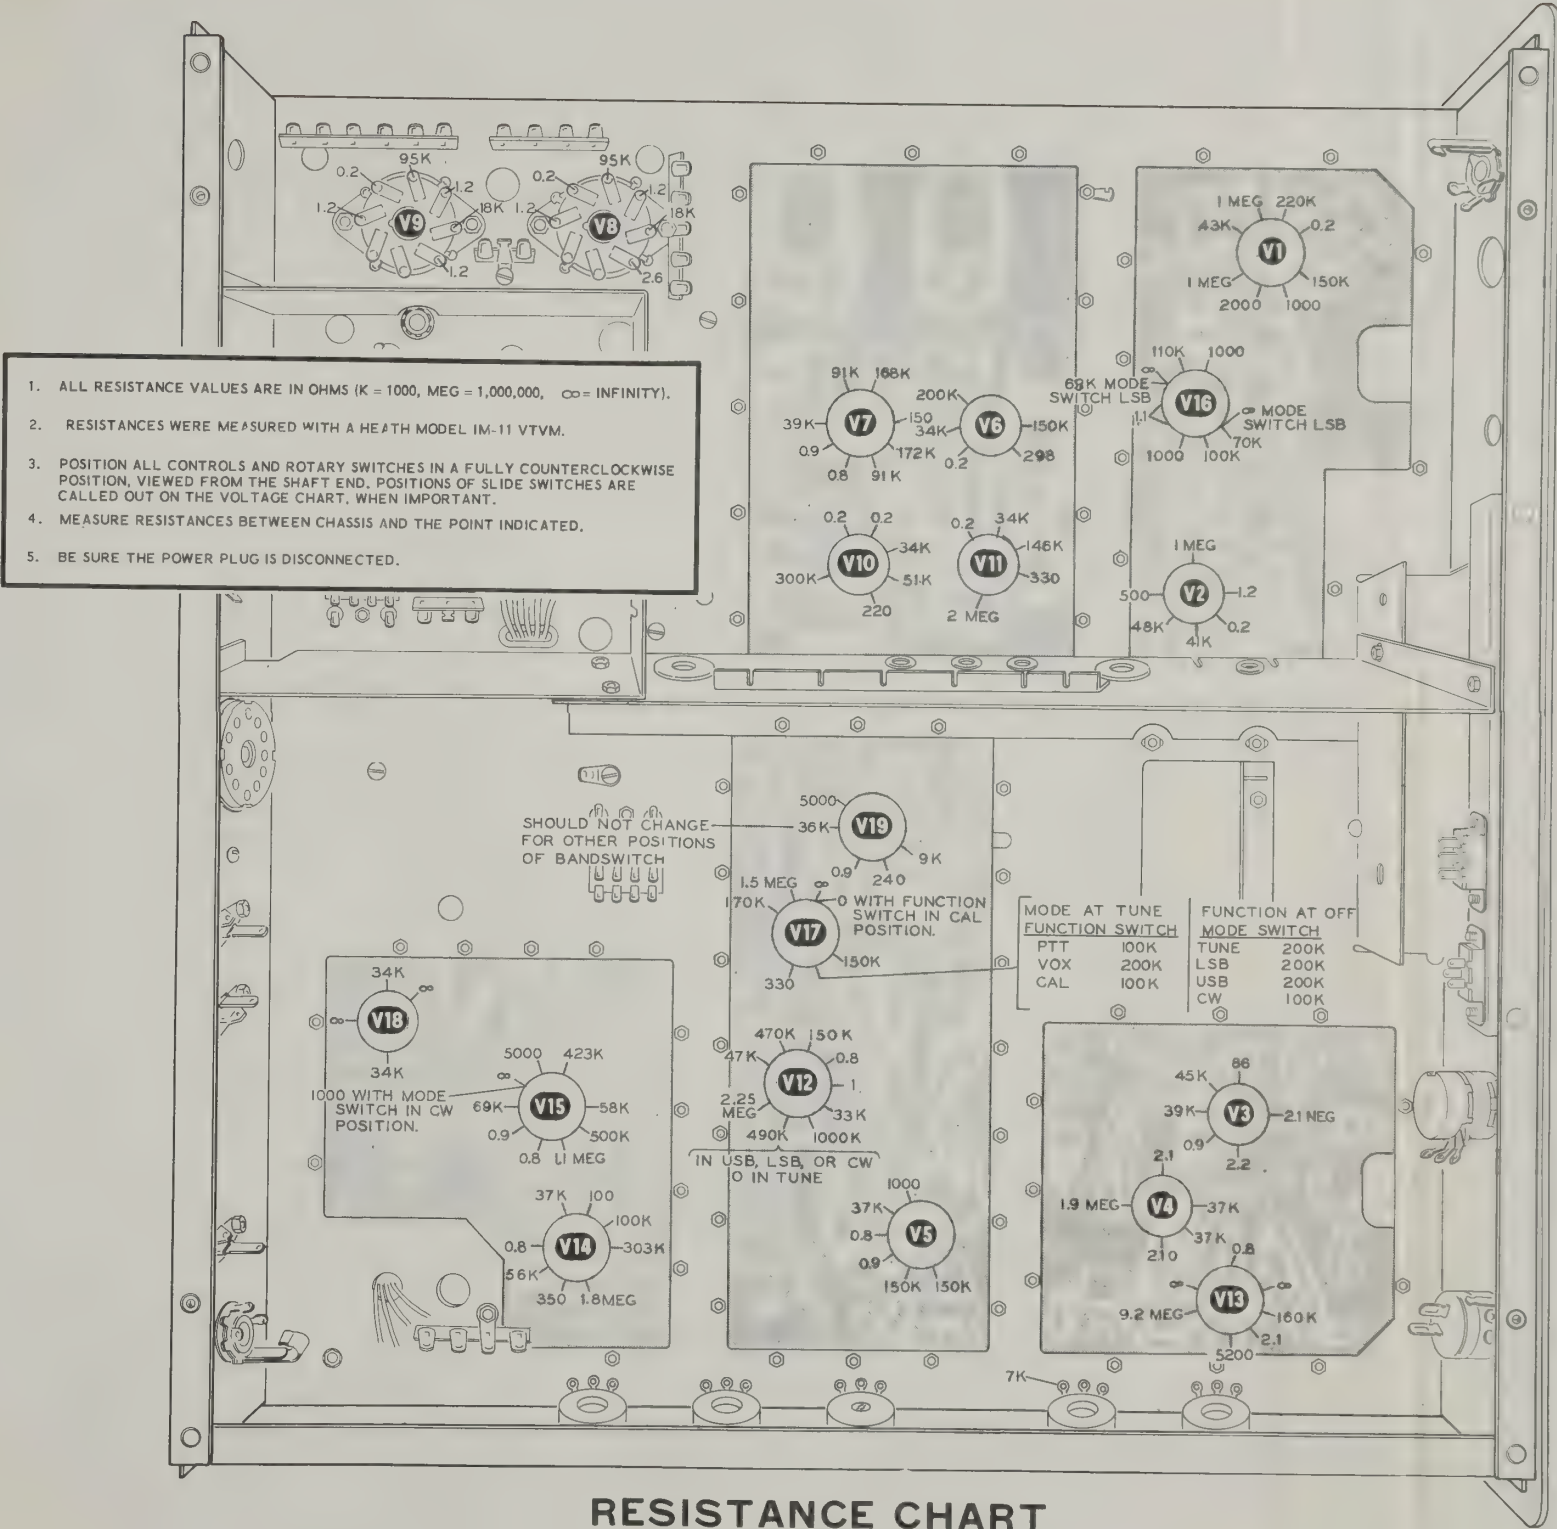 95K
0.2
1.2
1.2
18K
V9
1.2
95K
0.2
1.2
1.2
18K
V8
2.6
1 MEG 220K
43K
0.2
V1
1 MEG
150K
2000 1000
1. ALL RESISTANCE VALUES ARE IN OHMS (K = 1000, MEG = 1,000,000, ∞ = INFINITY).
2. RESISTANCES WERE MEASURED WITH A HEATH MODEL IM-11 VTVM.
3. POSITION ALL CONTROLS AND ROTARY SWITCHES IN A FULLY COUNTERCLOCKWISE
POSITION, VIEWED FROM THE SHAFT END. POSITIONS OF SLIDE SWITCHES ARE
CALLED OUT ON THE VOLTAGE CHART, WHEN IMPORTANT.
4. MEASURE RESISTANCES BETWEEN CHASSIS AND THE POINT INDICATED.
5. BE SURE THE POWER PLUG IS DISCONNECTED.
91K 168K
39K
V7
150
172K
0.9
0.8 91K
200K
34K
V6
150K
0.2
298
110K 1000
∞
MODE
SWITCH LSB
V16
∞ MODE
SWITCH LSB
1.1
70K
1000 100K
0.2 0.2
34K
V10
300K
51K
220
0.2 34K
146K
V11
330
2 MEG
1 MEG
500
V2
1.2
48K
0.2
41K
SHOULD NOT CHANGE
FOR OTHER POSITIONS
OF BANDSWITCH
5000
36K
V19
9K
0.9 240
1.5 MEG ∞
170K
0 WITH FUNCTION
SWITCH IN CAL
POSITION.
V17
150K
330
MODE AT TUNE
FUNCTION SWITCH
PTT 100K
VOX 200K
CAL 100K
FUNCTION AT OFF
MODE SWITCH
TUNE 200K
LSB 200K
USB 200K
CW 100K
34K
∞
∞
V18
34K
1000 WITH MODE
SWITCH IN CW
POSITION.
5000 423K
∞
69K
V15
58K
0.9
500K
0.8 1.1 MEG
37K 100
100K
0.8
V14
303K
56K
350 1.8MEG
470K 150K
47K
0.8
V12
1
2.25
MEG
33K
490K 1000K
IN USB, LSB, OR CW
0 IN TUNE
1000
37K
0.8
V5
0.9
150K 150K
86
45K
39K
V3
2.1 NEG
0.9
2.2
2.1
1.9 MEG
V4
37K
37K
210
0.8
∞
∞
V13
9.2 MEG
160K
2.1
5200
7K
RESISTANCE CHART